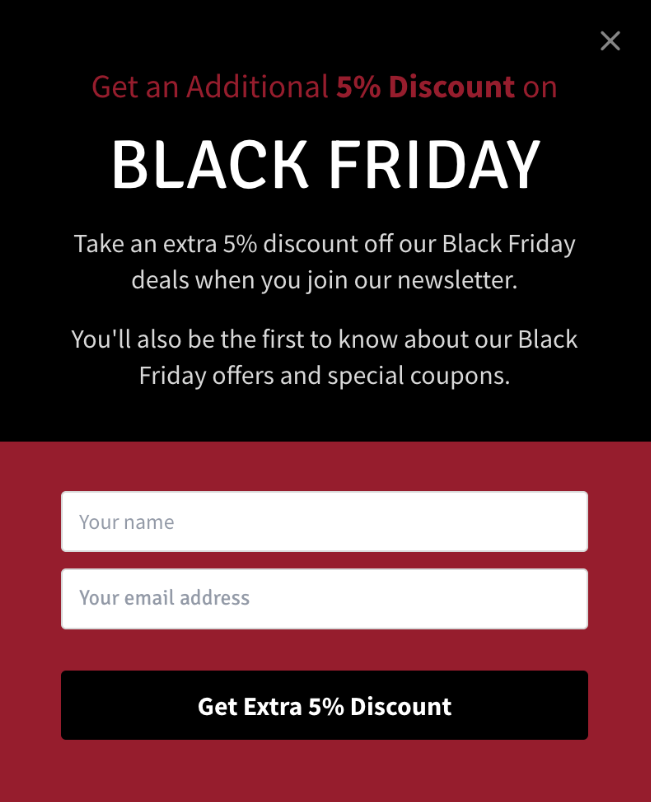 Get an Additional 5% Discount on
BLACK FRIDAY
Take an extra 5% discount off our Black Friday
deals when you join our newsletter.
You'll also be the first to know about our Black
Friday offers and special coupons.
Your name
Your email address
Get Extra 5% Discount